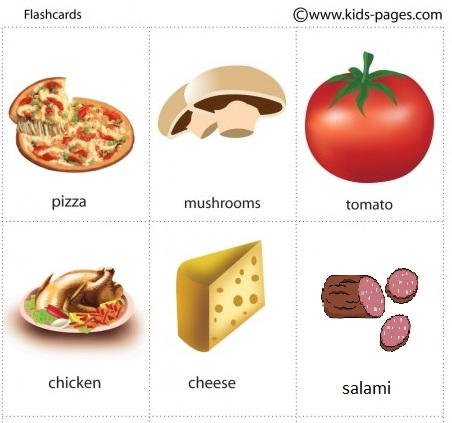 Flashcards
©www.kids-pages.com
pizza
mushrooms
tomato
chicken
cheese
salami